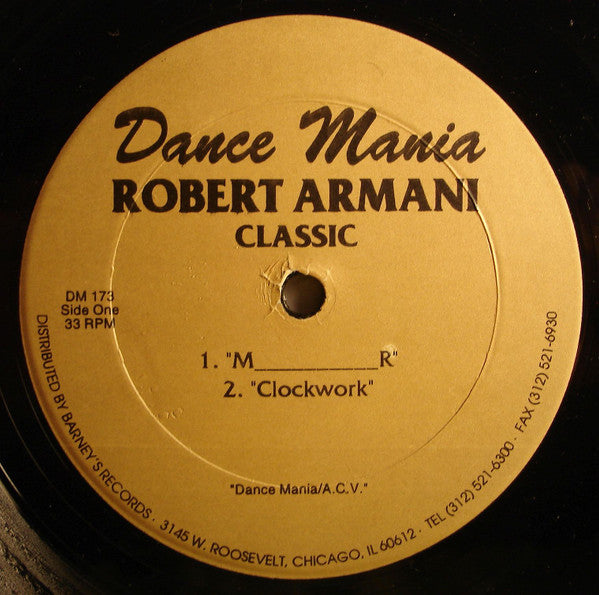 Dance Mania
ROBERT ARMANI
CLASSIC
DM 173
Side One
33 RPM
1. "M__________R"
2. "Clockwork"
"Dance Mania/A.C.V."
DISTRIBUTED BY BARNEY'S RECORDS · 3145 W. ROOSEVELT, CHICAGO, IL 60612 · TEL (312) 521-6300 · FAX (312) 521-6930